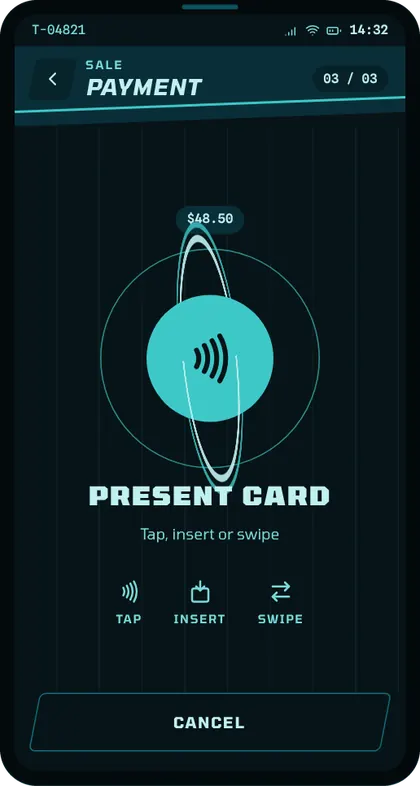 T-04821 14:32
SALE
PAYMENT
03 / 03
$48.50
PRESENT CARD
Tap, insert or swipe
TAP INSERT SWIPE
CANCEL